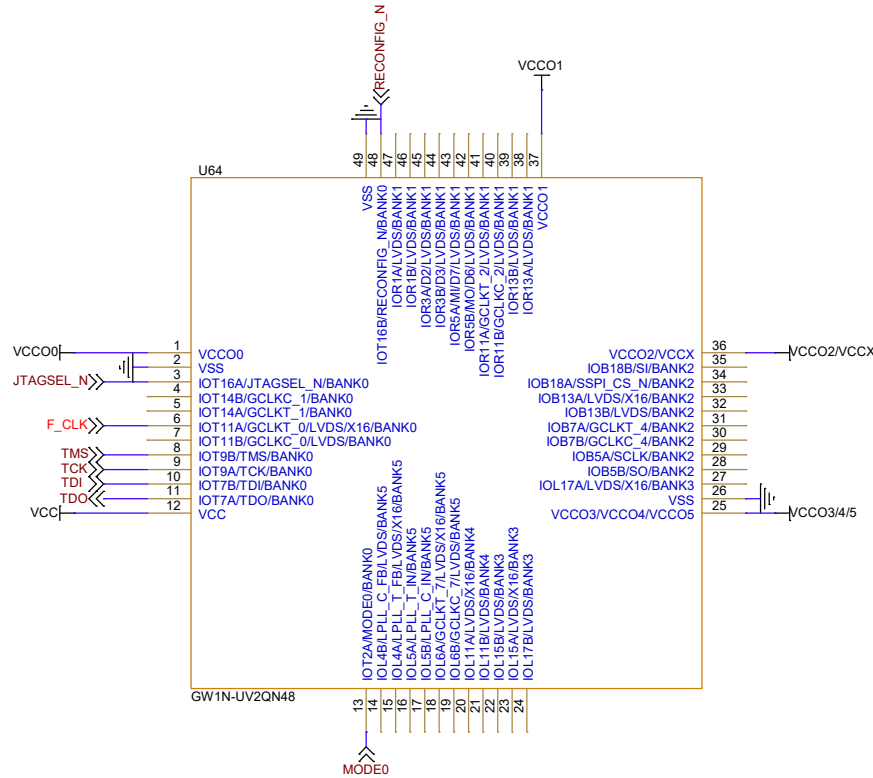 RECONFIG_N
VCCO1
49
48
47
46
45
44
43
42
41
40
39
38
37
U64
VSS
IOT16B/RECONFIG_N/BANK0
IOR1A/LVDS/BANK1
IOR1B/LVDS/BANK1
IOR3A/D2/LVDS/BANK1
IOR3B/D3/LVDS/BANK1
IOR5A/MI/D7/LVDS/BANK1
IOR5B/MO/D6/LVDS/BANK1
IOR11A/GCLKT_2/LVDS/BANK1
IOR11B/GCLKC_2/LVDS/BANK1
IOR13B/LVDS/BANK1
IOR13A/LVDS/BANK1
VCCO1
VCCO0 1 VCCO0
2 VSS
JTAGSEL_N 3 IOT16A/JTAGSEL_N/BANK0
4 IOT14B/GCLKC_1/BANK0
5 IOT14A/GCLKT_1/BANK0
F_CLK 6 IOT11A/GCLKT_0/LVDS/X16/BANK0
7 IOT11B/GCLKC_0/LVDS/BANK0
TMS 8 IOT9B/TMS/BANK0
TCK 9 IOT9A/TCK/BANK0
TDI 10 IOT7B/TDI/BANK0
TDO 11 IOT7A/TDO/BANK0
VCC 12 VCC
VCCO2/VCCX 36 VCCO2/VCCX
IOB18B/SI/BANK2 35
IOB18A/SSPI_CS_N/BANK2 34
IOB13A/LVDS/X16/BANK2 33
IOB13B/LVDS/BANK2 32
IOB7A/GCLKT_4/BANK2 31
IOB7B/GCLKC_4/BANK2 30
IOB5A/SCLK/BANK2 29
IOB5B/SO/BANK2 28
IOL17A/LVDS/X16/BANK3 27
VSS 26
VCCO3/VCCO4/VCCO5 25 VCCO3/4/5
IOT2A/MODE0/BANK0
IOL4B/LPLL_C_FB/LVDS/BANK5
IOL4A/LPLL_T_FB/LVDS/X16/BANK5
IOL5A/LPLL_T_IN/BANK5
IOL5B/LPLL_C_IN/BANK5
IOL6A/GCLKT_7/LVDS/X16/BANK5
IOL6B/GCLKC_7/LVDS/BANK5
IOL11A/LVDS/X16/BANK4
IOL11B/LVDS/BANK4
IOL15B/LVDS/BANK3
IOL15A/LVDS/X16/BANK3
IOL17B/LVDS/BANK3
GW1N-UV2QN48
13
14
15
16
17
18
19
20
21
22
23
24
MODE0